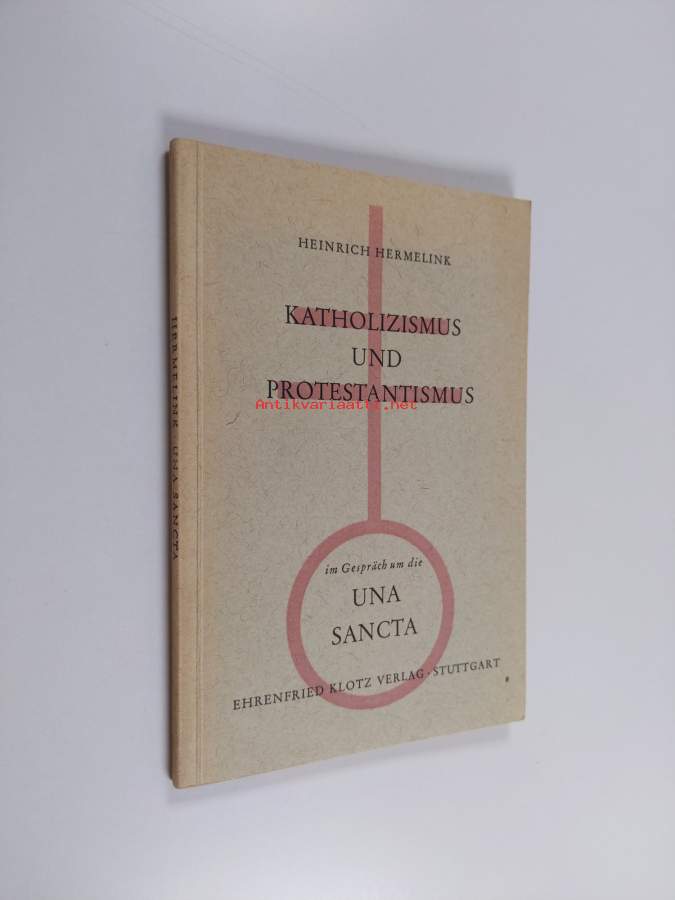 HEINRICH HERMELINK
KATHOLIZISMUS
UND
PROTESTANTISMUS
Antikvariaatti.net
im Gespräch um die
UNA
SANCTA
EHRENFRIED KLOTZ VERLAG · STUTTGART
HERMELINK · UNA SANCTA